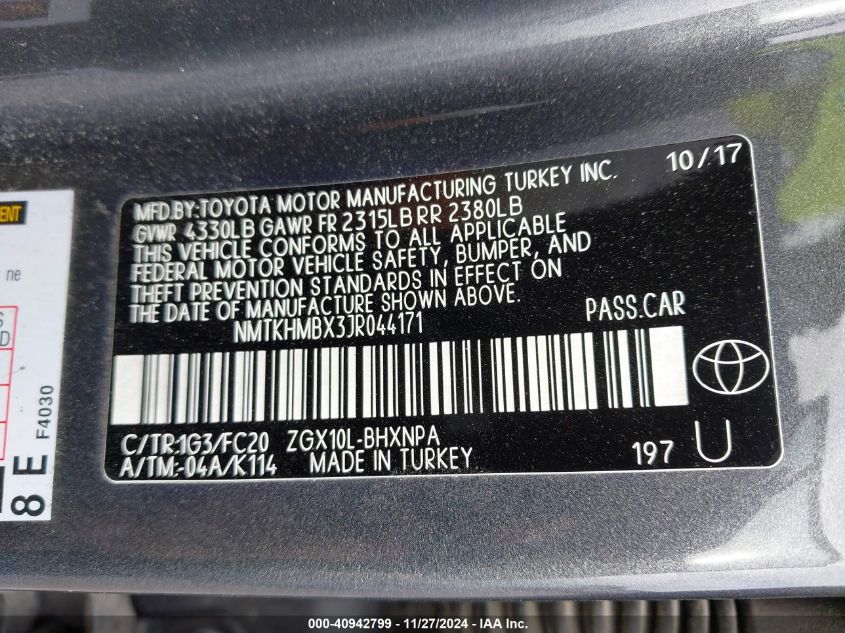 10/17
MFD.BY:TOYOTA MOTOR MANUFACTURING TURKEY INC.
GVWR 4330LB GAWR FR 2315LB RR 2380LB
THIS VEHICLE CONFORMS TO ALL APPLICABLE
FEDERAL MOTOR VEHICLE SAFETY, BUMPER, AND
THEFT PREVENTION STANDARDS IN EFFECT ON
THE DATE OF MANUFACTURE SHOWN ABOVE.
NMTKHMBX3JR044171 PASS.CAR
C/TR:1G3/FC20 ZGX10L-BHXNPA
A/TM:-04A/K114 MADE IN TURKEY 197 U
ne
D
8 E F4030
000-40942799 - 11/27/2024 - IAAI.com